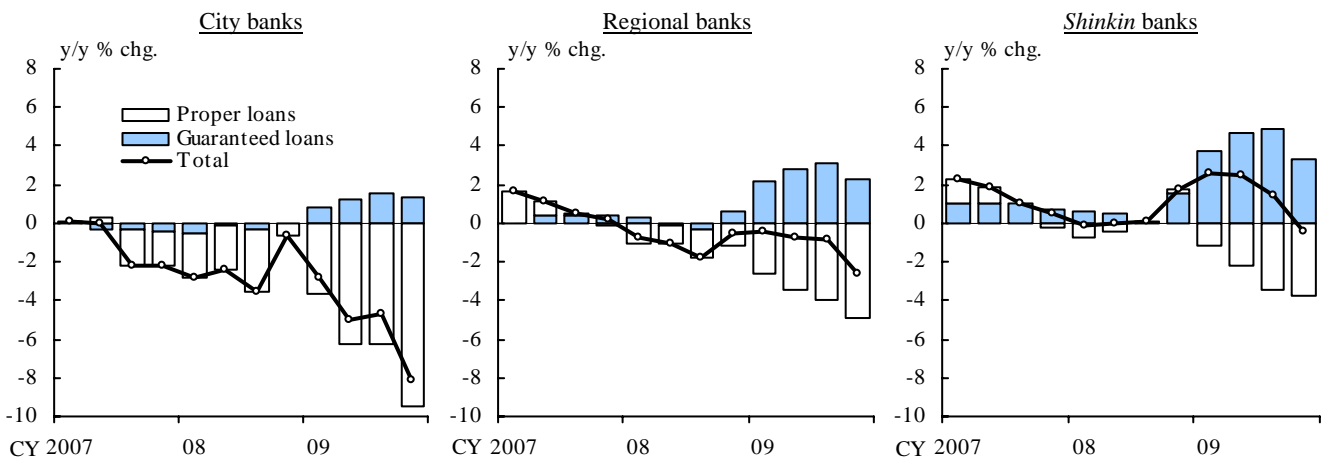 City banks
y/y % chg.
8
6
4
2
0
-2
-4
-6
-8
-10
Proper loans
Guaranteed loans
Total
CY 2007 08 09
Regional banks
y/y % chg.
8
6
4
2
0
-2
-4
-6
-8
-10
CY 2007 08 09
Shinkin banks
y/y % chg.
8
6
4
2
0
-2
-4
-6
-8
-10
CY 2007 08 09